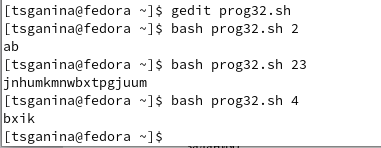 [tsganina@fedora ~]$ gedit prog32.sh
[tsganina@fedora ~]$ bash prog32.sh 2
ab
[tsganina@fedora ~]$ bash prog32.sh 23
jnhumkmnwbxtpgjuum
[tsganina@fedora ~]$ bash prog32.sh 4
bxik
[tsganina@fedora ~]$